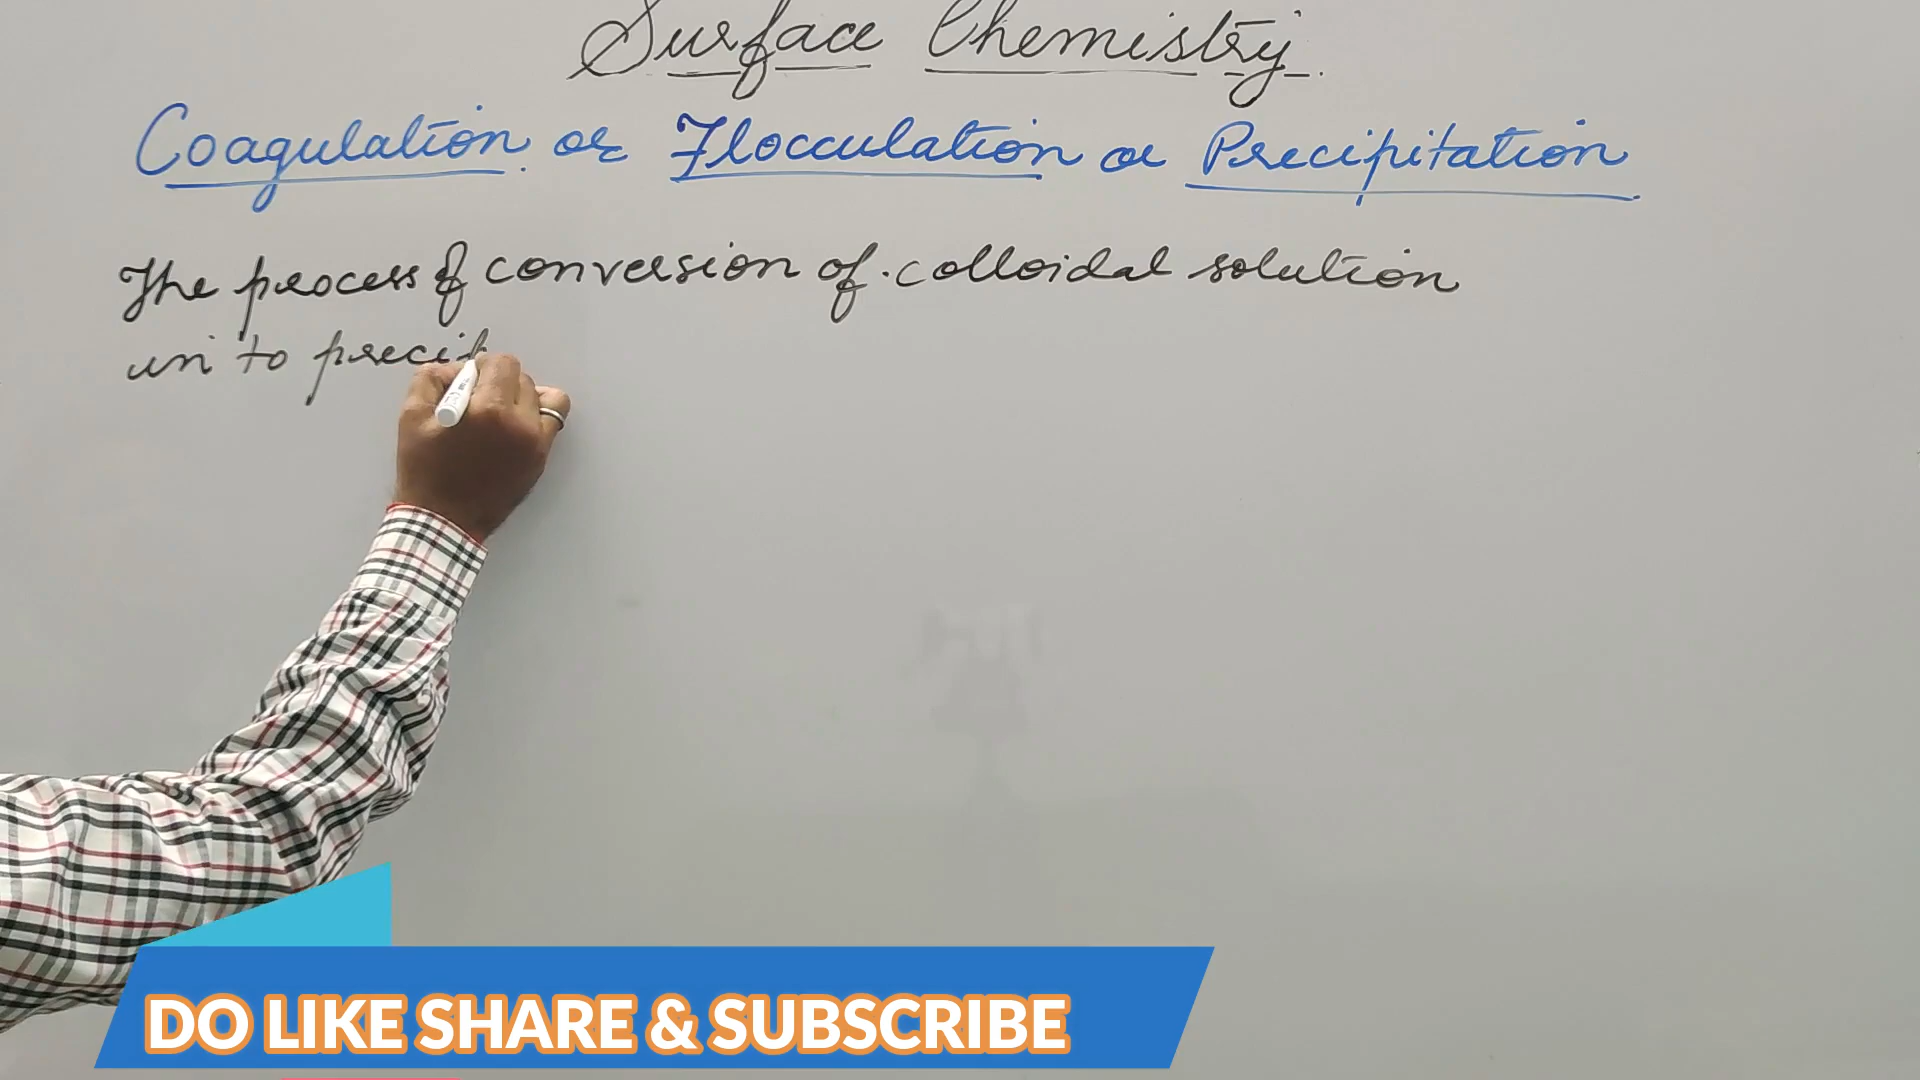 Surface Chemistry
Coagulation or Flocculation or Precipitation
The process of conversion of colloidal solution
in to precip
DO LIKE SHARE & SUBSCRIBE